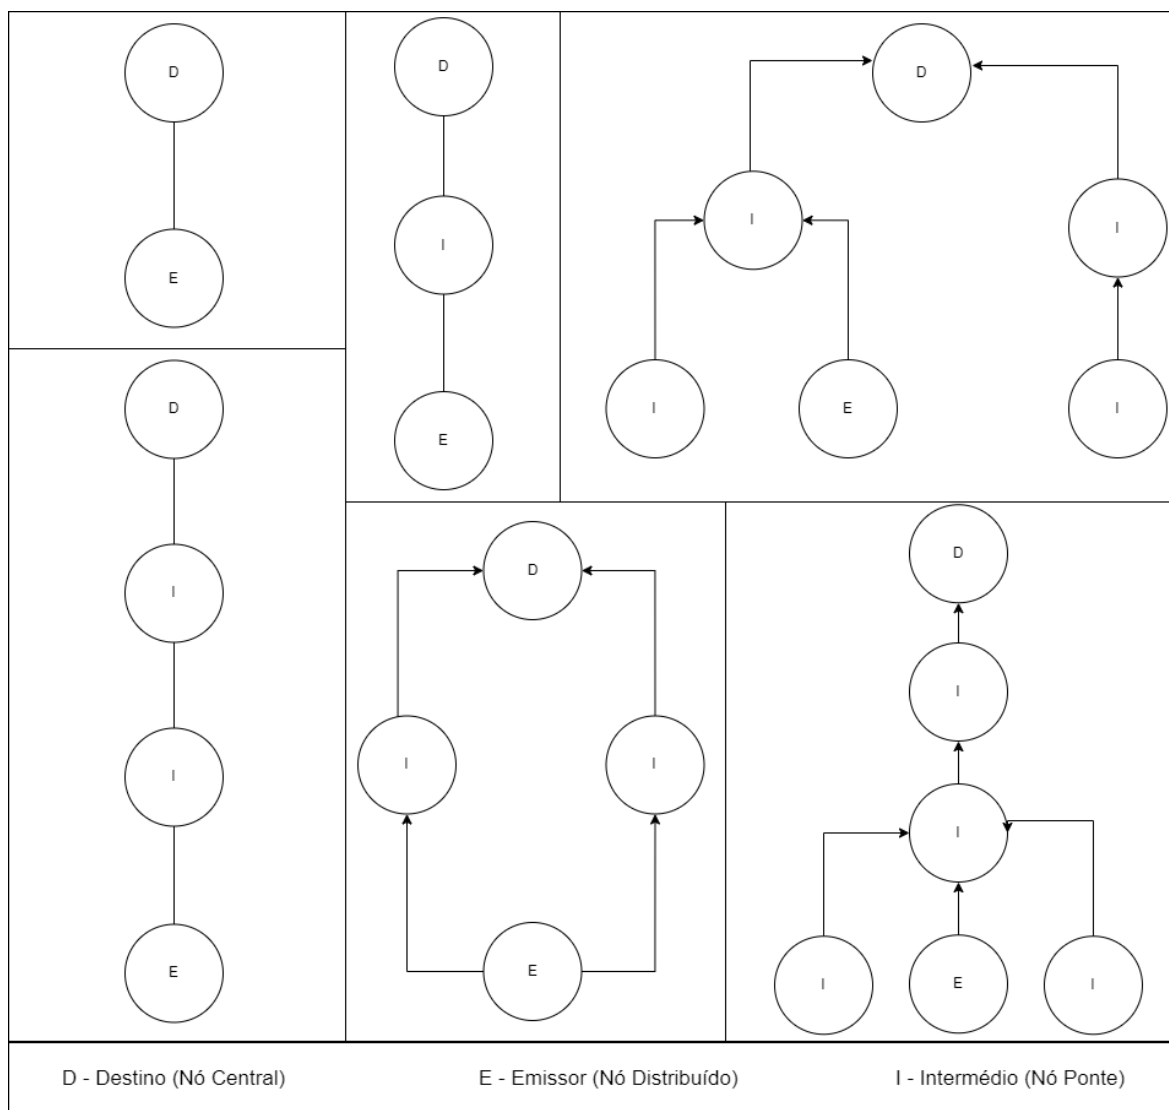 D
E
D
I
E
D
I
I
I
E
I
D
I
I
E
D
I
I
E
D
I
I
I
E
I
D - Destino (Nó Central)
E - Emissor (Nó Distribuído)
I - Intermédio (Nó Ponte)